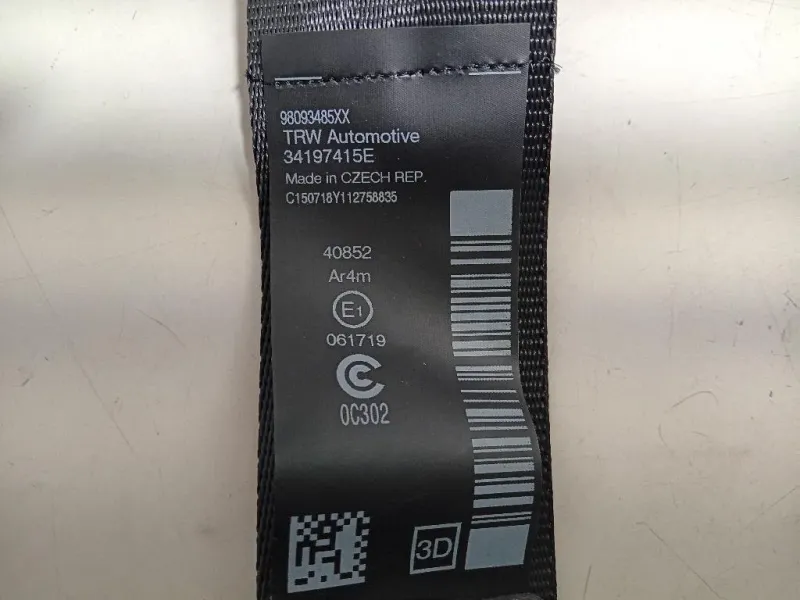 98093485XX
TRW Automotive
34197415E
Made in CZECH REP.
C150718Y112758835
40852
Ar4m
E1
061719
0C302
3D